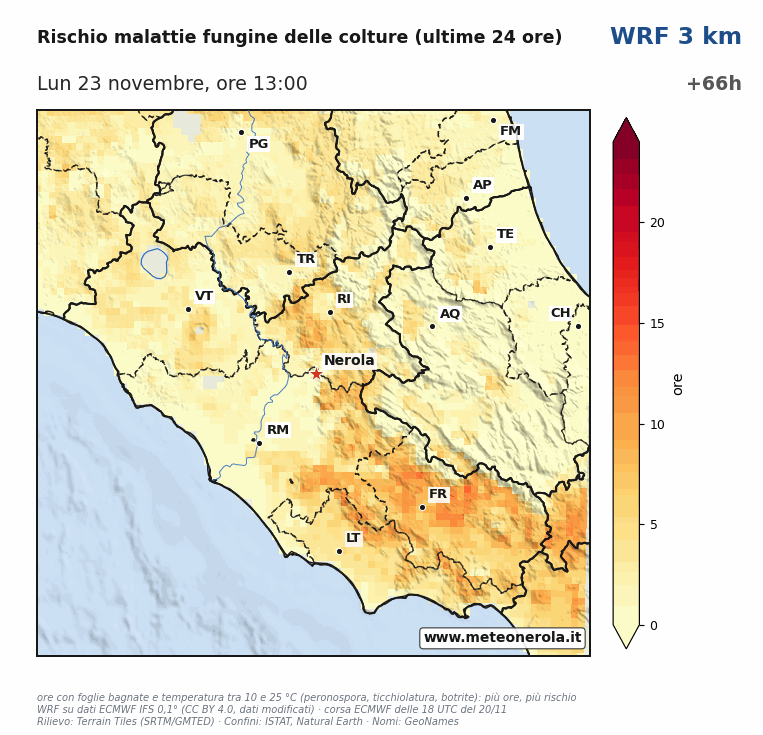 Rischio malattie fungine delle colture (ultime 24 ore)
WRF 3 km
Lun 23 novembre, ore 13:00
+66h
FM
PG
AP
TE
TR
VT
RI
AQ
CH.
Nerola
RM
FR
LT
www.meteonerola.it
20
15
10
5
0
ore
ore con foglie bagnate e temperatura tra 10 e 25 °C (peronospora, ticchiolatura, botrite): più ore, più rischio
WRF su dati ECMWF IFS 0,1° (CC BY 4.0, dati modificati) · corsa ECMWF delle 18 UTC del 20/11
Rilievo: Terrain Tiles (SRTM/GMTED) · Confini: ISTAT, Natural Earth · Nomi: GeoNames